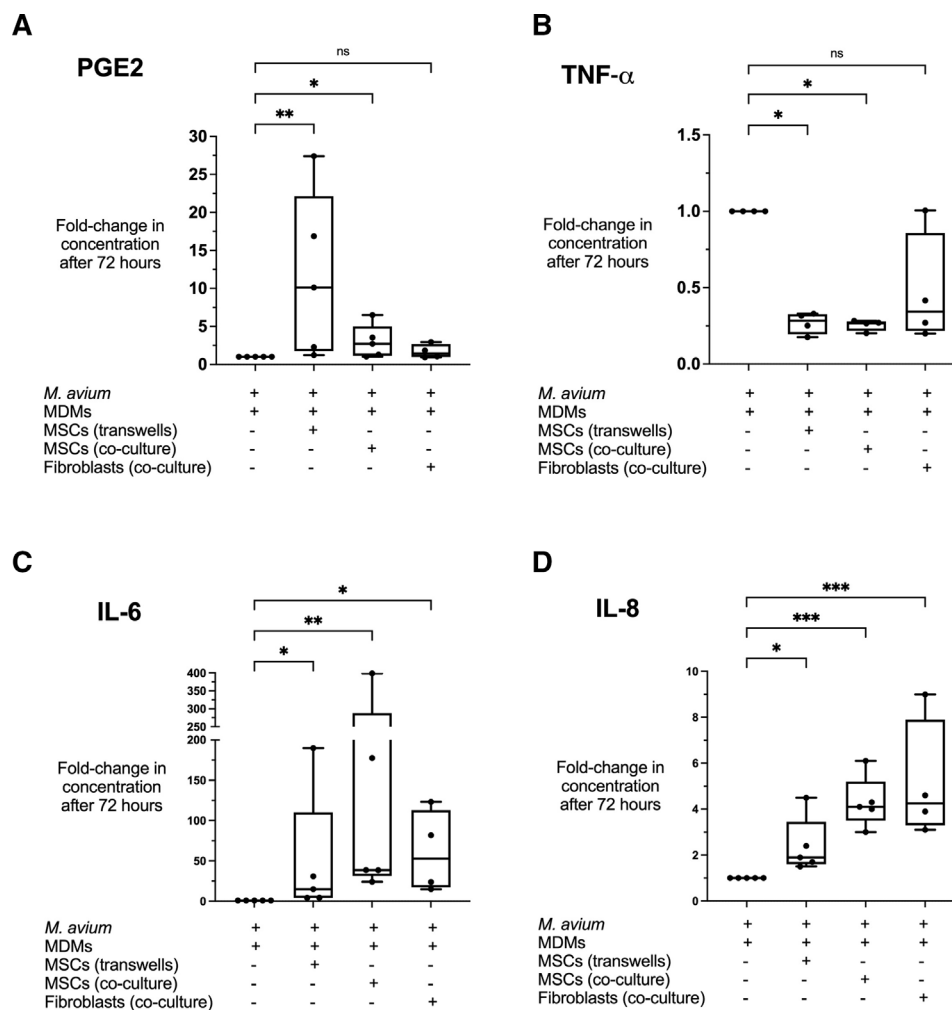 A
PGE2
ns
*
**
Fold-change in
concentration
after 72 hours
30
25
20
15
10
5
0
M. avium + + + +
MDMs + + + +
MSCs (transwells) - + - -
MSCs (co-culture) - - + -
Fibroblasts (co-culture) - - - +
B
TNF-α
ns
*
*
Fold-change in
concentration
after 72 hours
1.5
1.0
0.5
0.0
M. avium + + + +
MDMs + + + +
MSCs (transwells) - + - -
MSCs (co-culture) - - + -
Fibroblasts (co-culture) - - - +
C
IL-6
*
**
*
Fold-change in
concentration
after 72 hours
400
350
300
250
200
150
100
50
0
M. avium + + + +
MDMs + + + +
MSCs (transwells) - + - -
MSCs (co-culture) - - + -
Fibroblasts (co-culture) - - - +
D
IL-8
***
***
*
Fold-change in
concentration
after 72 hours
10
8
6
4
2
0
M. avium + + + +
MDMs + + + +
MSCs (transwells) - + - -
MSCs (co-culture) - - + -
Fibroblasts (co-culture) - - - +